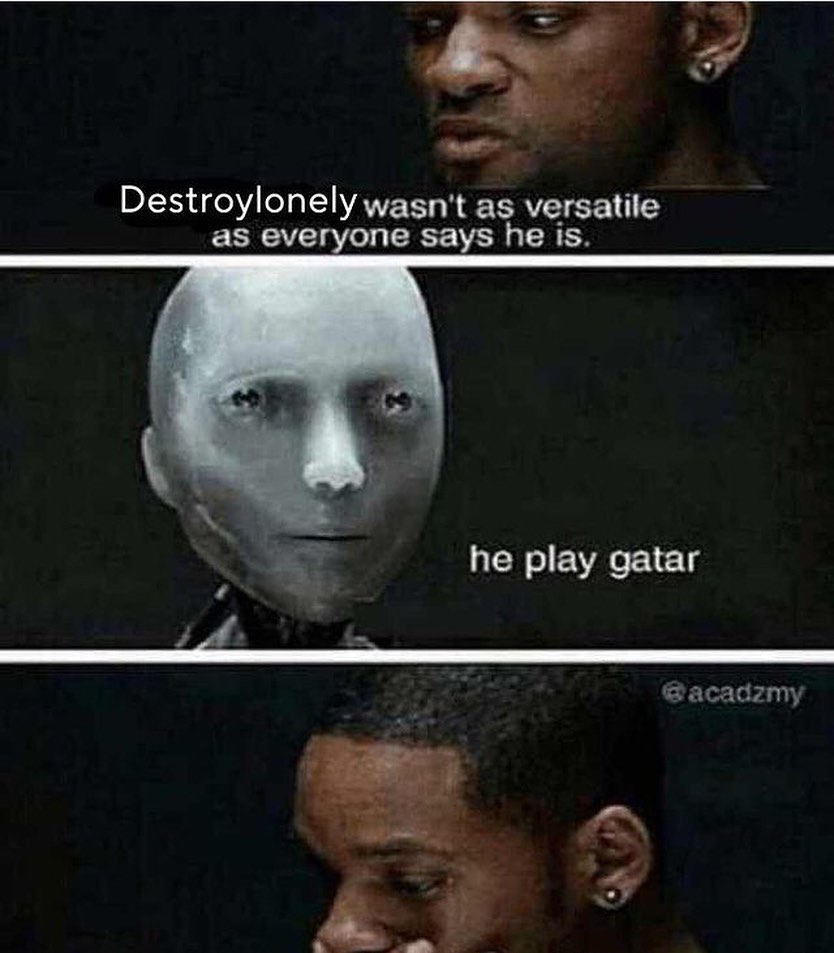 Destroylonely wasn't as versatile
as everyone says he is.
he play gatar
@acadzmy